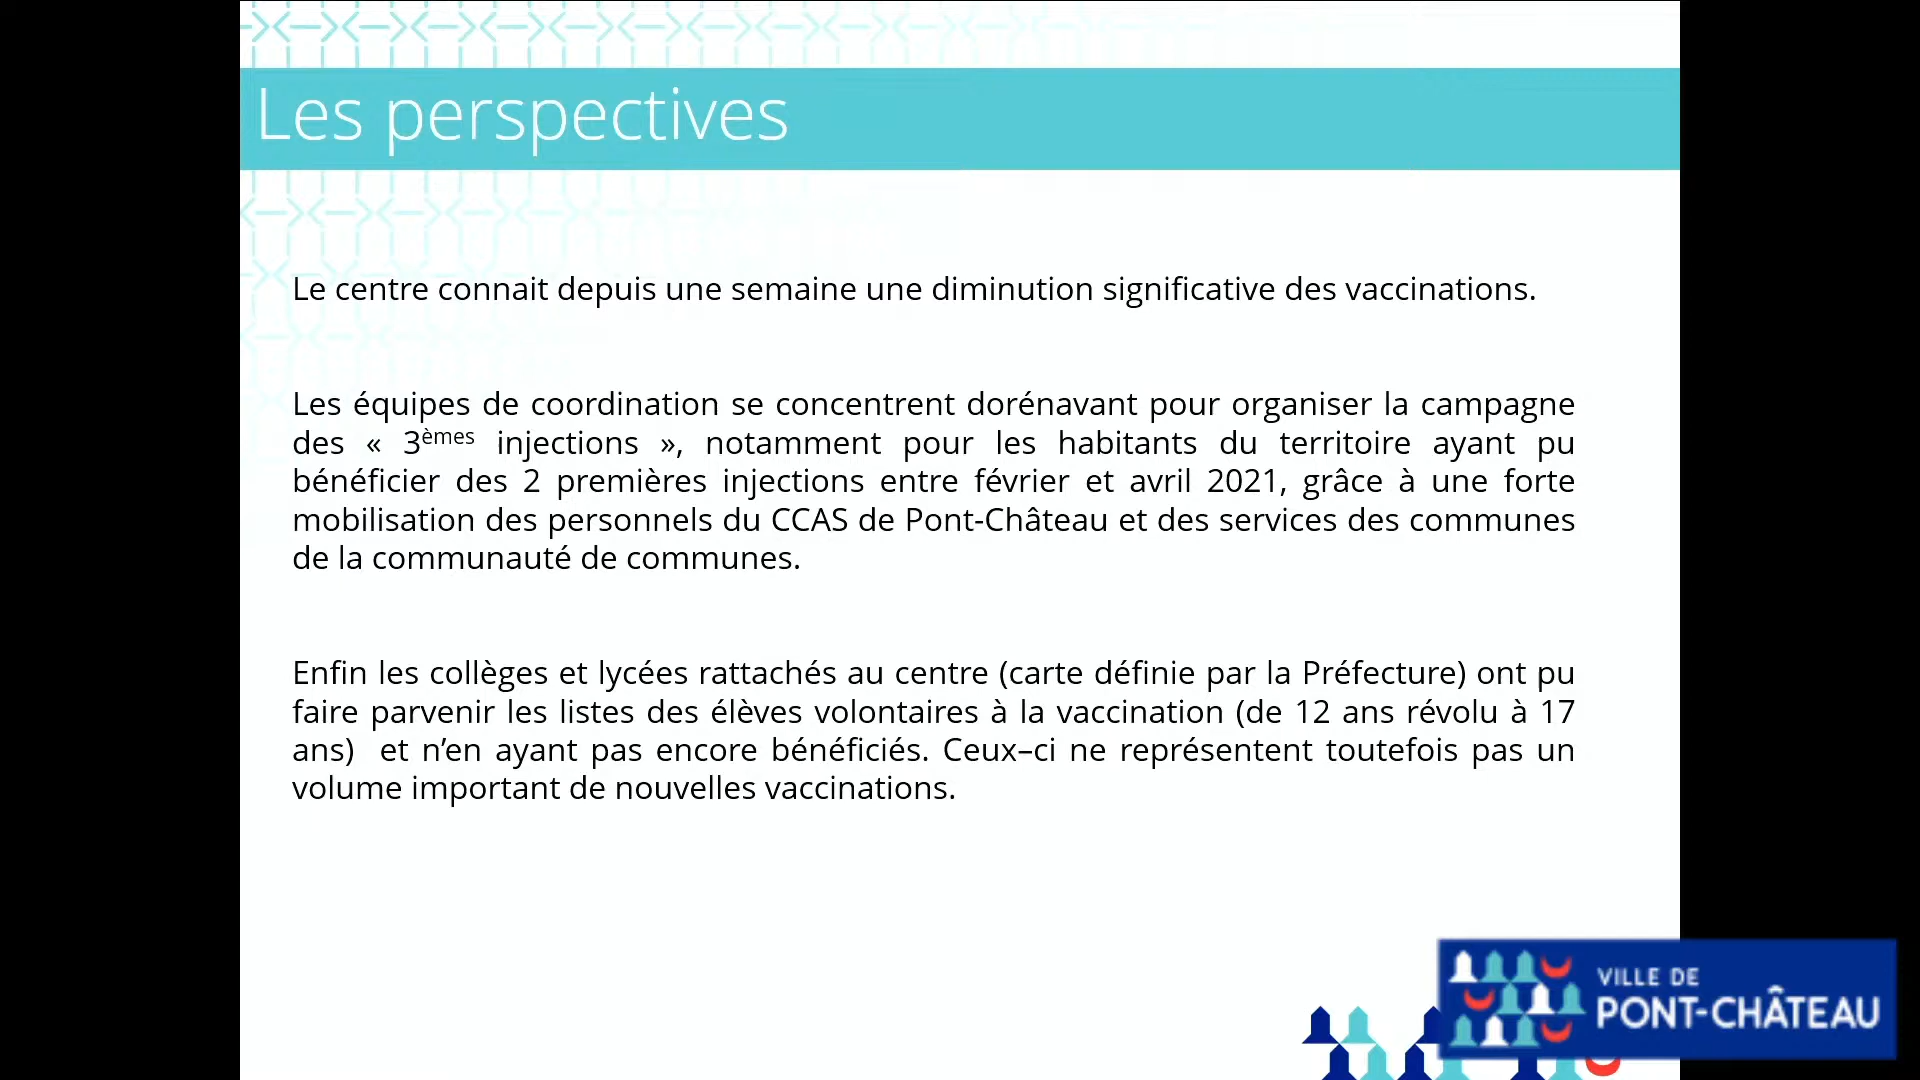 Les perspectives
Le centre connait depuis une semaine une diminution significative des vaccinations.
Les équipes de coordination se concentrent dorénavant pour organiser la campagne
des « 3èmes injections », notamment pour les habitants du territoire ayant pu
bénéficier des 2 premières injections entre février et avril 2021, grâce à une forte
mobilisation des personnels du CCAS de Pont-Château et des services des communes
de la communauté de communes.
Enfin les collèges et lycées rattachés au centre (carte définie par la Préfecture) ont pu
faire parvenir les listes des élèves volontaires à la vaccination (de 12 ans révolu à 17
ans)  et n’en ayant pas encore bénéficiés. Ceux–ci ne représentent toutefois pas un
volume important de nouvelles vaccinations.
VILLE DE
PONT-CHÂTEAU